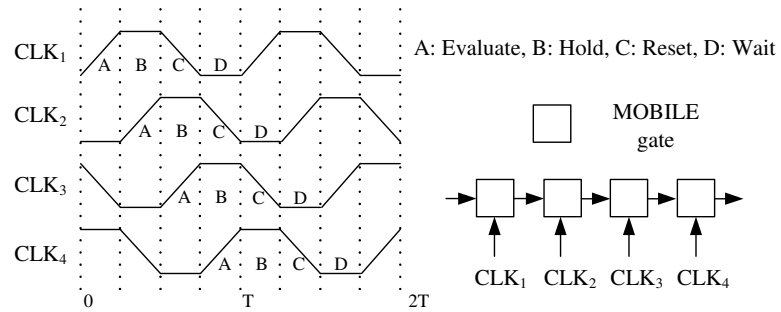 CLK1 A B C D
A: Evaluate, B: Hold, C: Reset, D: Wait
CLK2 A B C D
MOBILE
gate
CLK3 A B C D
CLK4 A B C D
CLK1 CLK2 CLK3 CLK4
0 T 2T